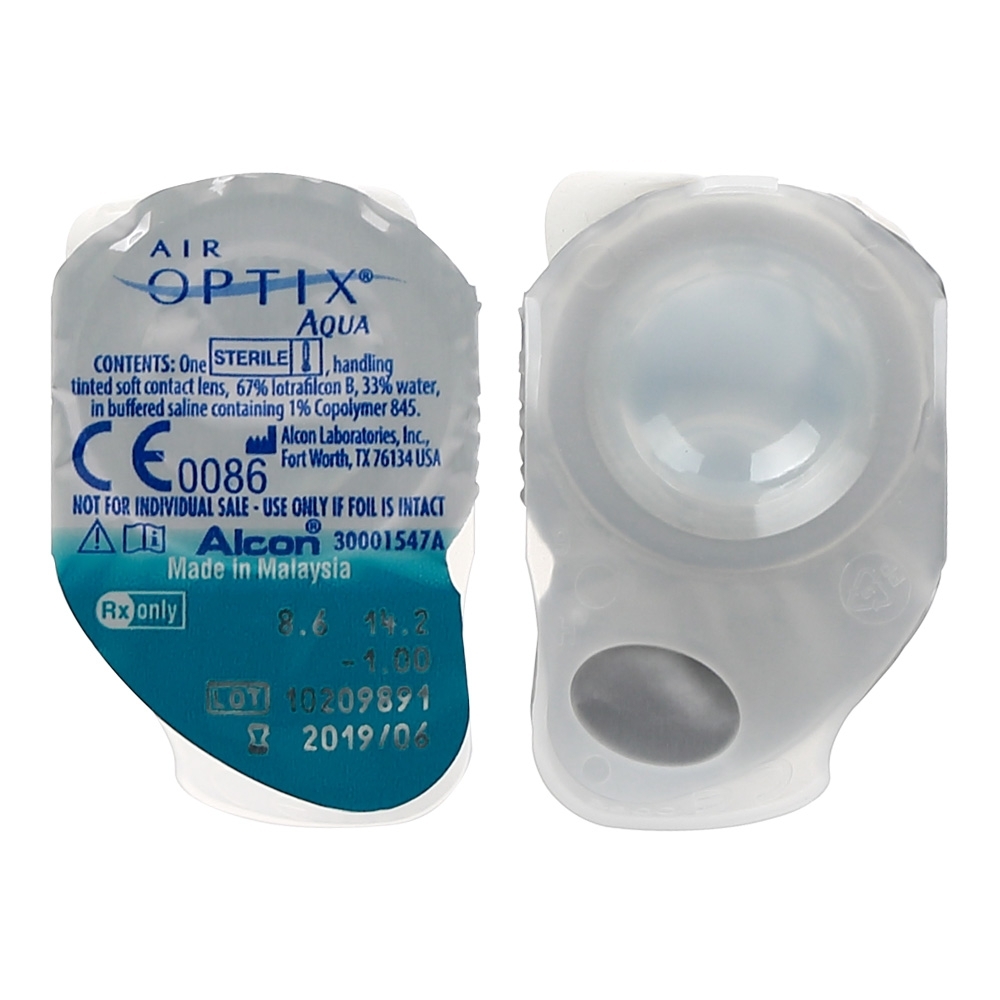 AIR
OPTIX®
AQUA
CONTENTS: One STERILE , handling
tinted soft contact lens, 67% lotrafilcon B, 33% water,
in buffered saline containing 1% Copolymer 845.
CE 0086
Alcon Laboratories, Inc.,
Fort Worth, TX 76134 USA
NOT FOR INDIVIDUAL SALE - USE ONLY IF FOIL IS INTACT
Alcon® 30001547A
Made in Malaysia
Rx only
8.6 14.2
-1.00
LOT 10209891
2019/06